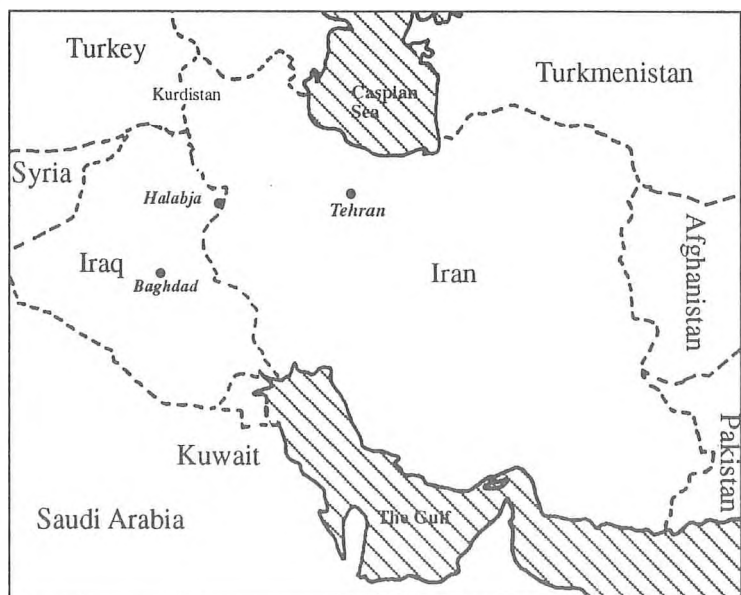 Turkey
Turkmenistan
Kurdistan
Caspian
Sea
Syria
Halabja
Tehran
Afghanistan
Iraq
Iran
Baghdad
Pakistan
Kuwait
Saudi Arabia
The Gulf